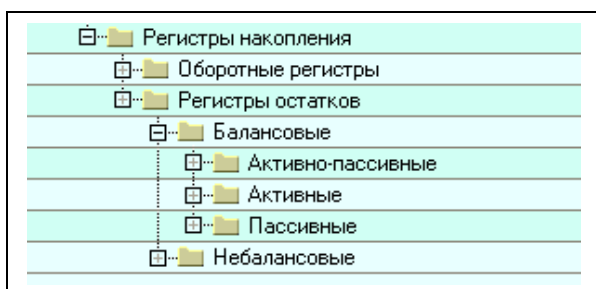 Регистры накопления
Оборотные регистры
Регистры остатков
Балансовые
Активно-пассивные
Активные
Пассивные
Небалансовые